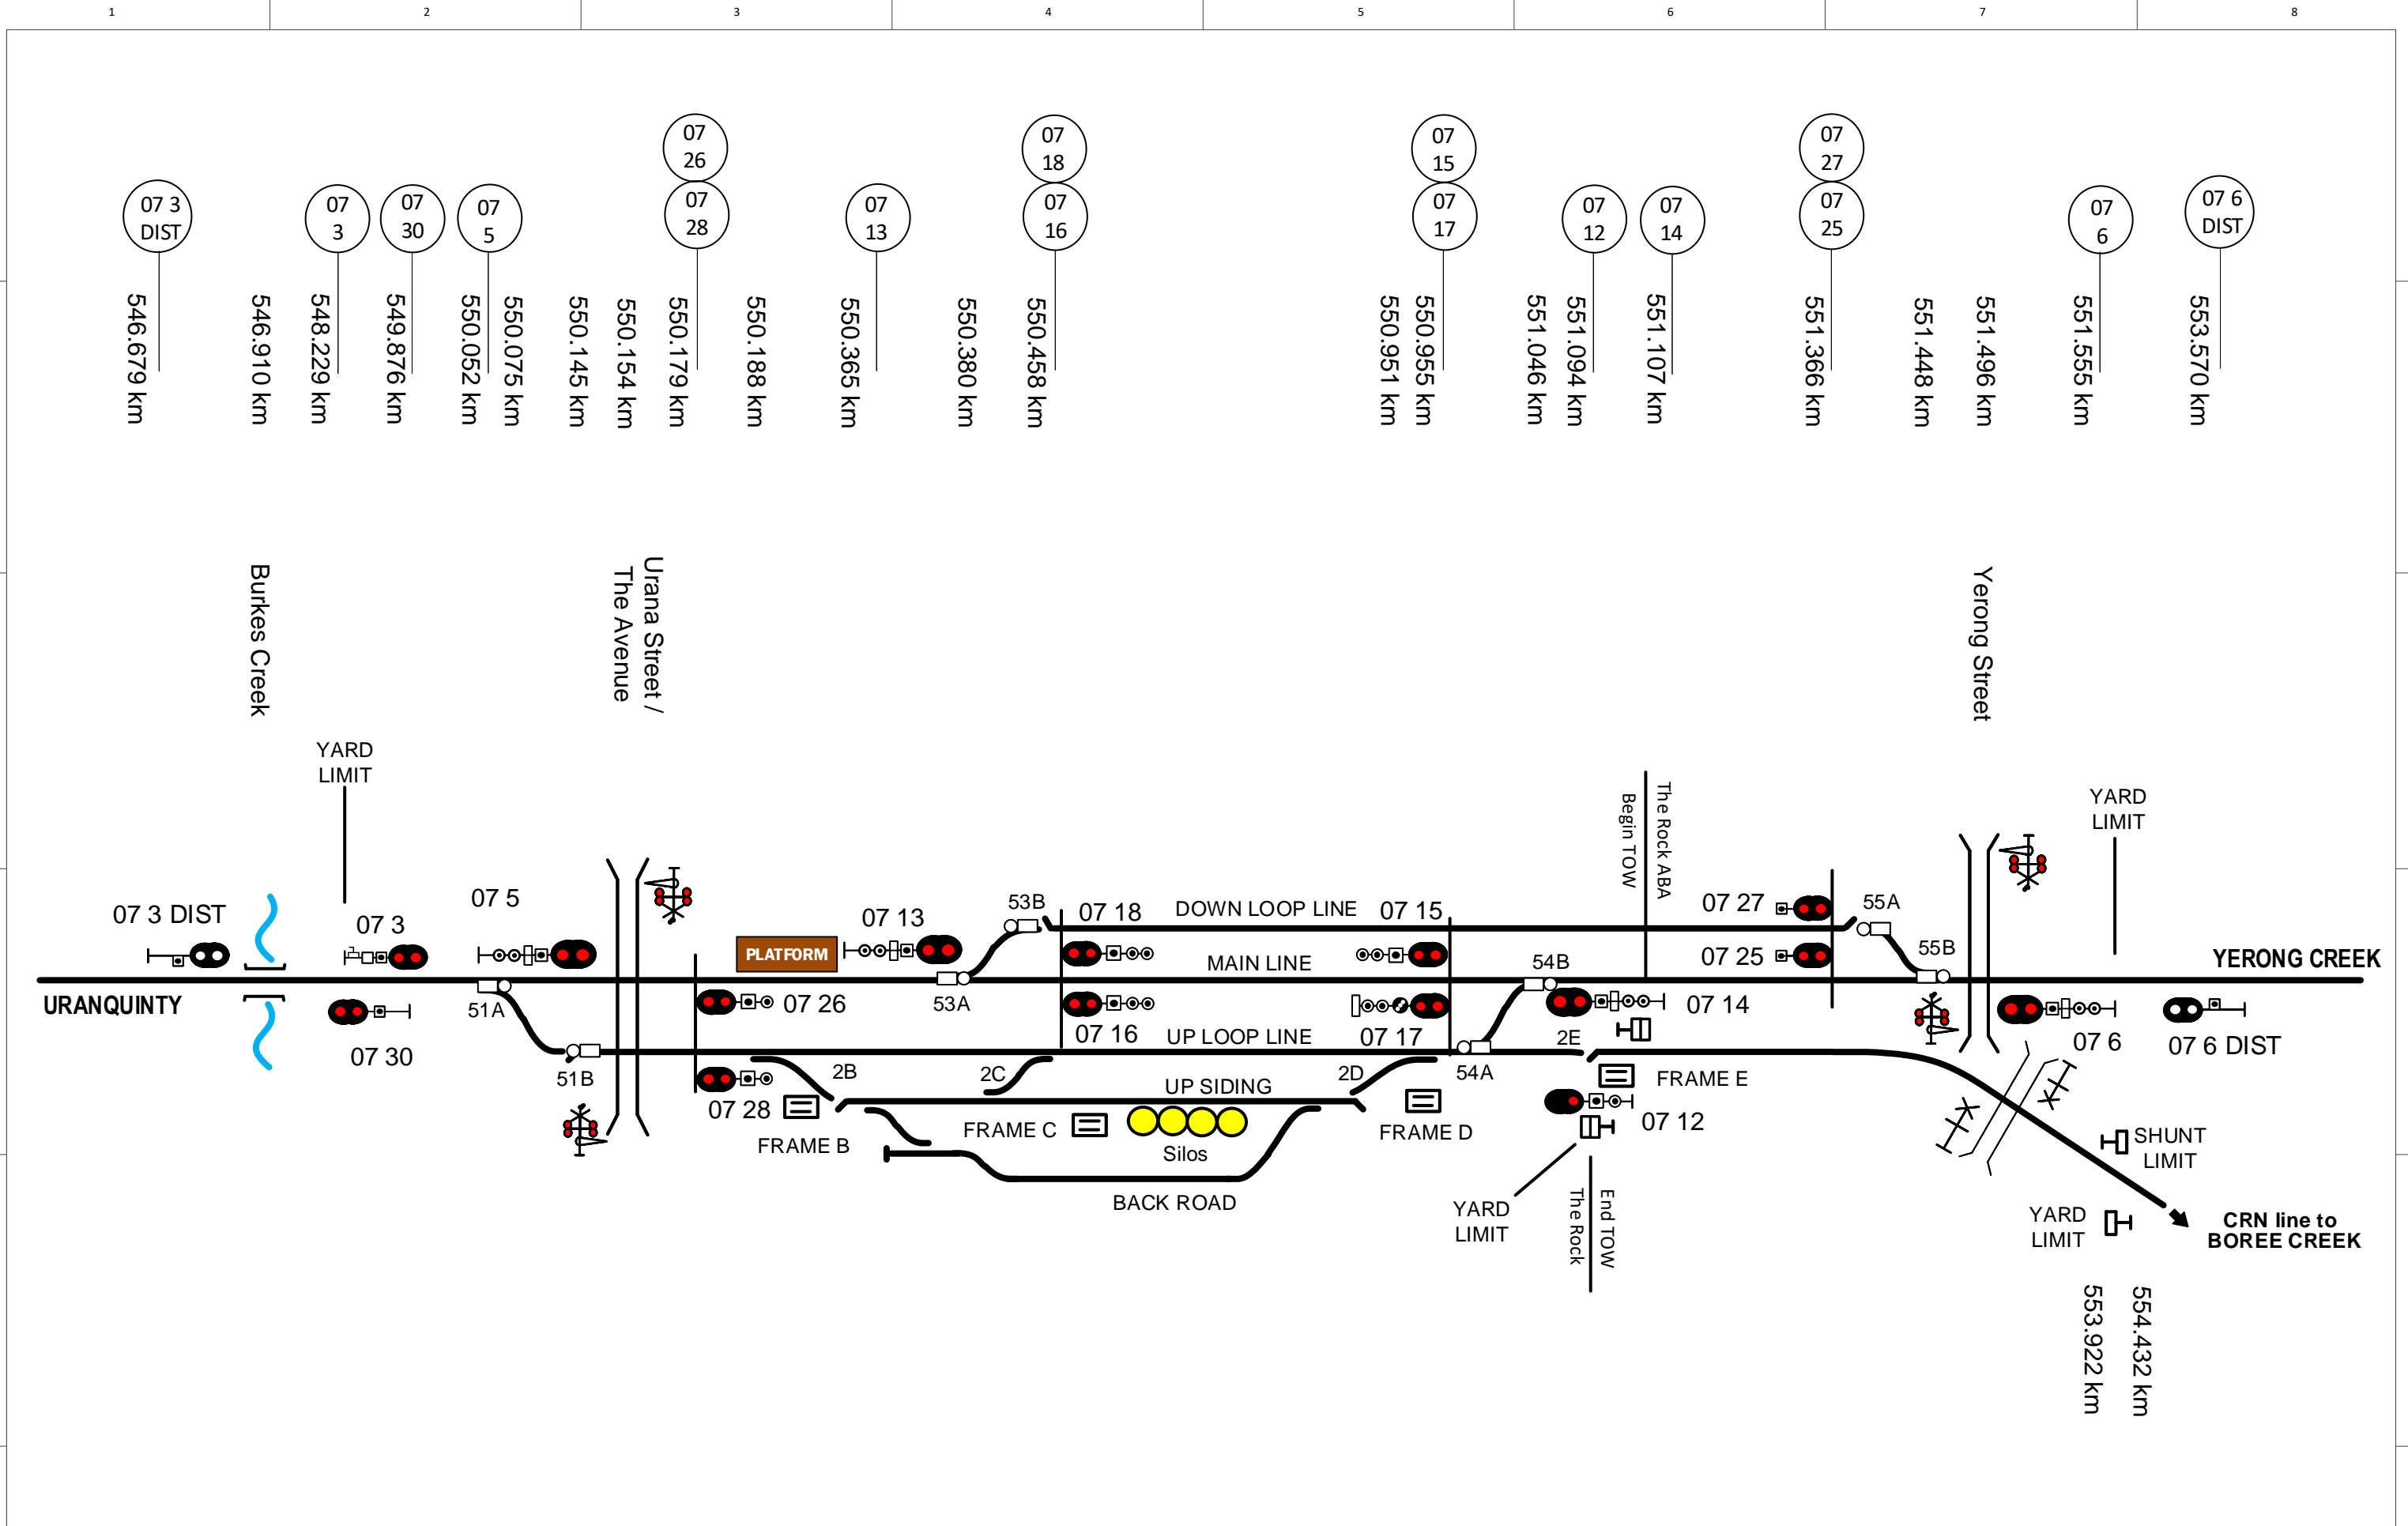 1 2 3 4 5 6 7 8
07 3
DIST
07
3
07
30
07
5
07
26
07
28
07
13
07
18
07
16
07
15
07
17
07
12
07
14
07
27
07
25
07
6
07 6
DIST
546.679 km
546.910 km
548.229 km
549.876 km
550.052 km
550.075 km
550.145 km
550.154 km
550.179 km
550.188 km
550.365 km
550.380 km
550.458 km
550.951 km
550.955 km
551.046 km
551.094 km
551.107 km
551.366 km
551.448 km
551.496 km
551.555 km
553.570 km
Burkes Creek
Urana Street /
The Avenue
Yerong Street
YARD
LIMIT
YARD
LIMIT
The Rock ABA
Begin TOW
07 3 DIST
07 3
07 5
07 13
53B
07 18
DOWN LOOP LINE
07 15
07 27
55A
PLATFORM
MAIN LINE
54B
07 25
55B
YERONG CREEK
URANQUINTY
51A
07 26
53A
07 14
07 30
07 16
UP LOOP LINE
07 17
2E
07 6
07 6 DIST
51B
2B
2C
UP SIDING
2D
54A
FRAME E
07 28
FRAME B
FRAME C
Silos
FRAME D
07 12
SHUNT
LIMIT
BACK ROAD
YARD
LIMIT
End TOW
The Rock
YARD
LIMIT
CRN line to
BOREE CREEK
553.922 km
554.432 km